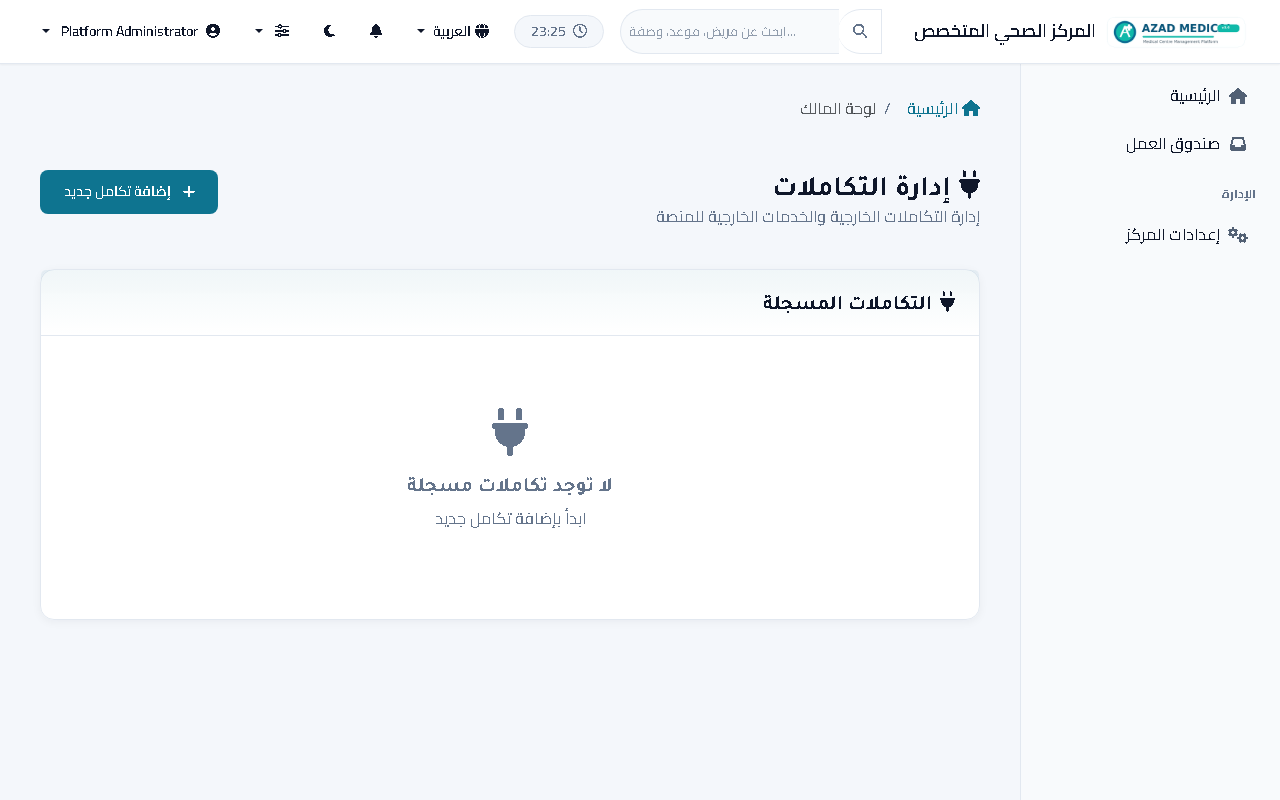 AZAD MEDIC
Medical Centre Management Platform
المركز الصحي المتخصص
ابحث عن مريض، موعد، وصفة...
23:25
العربية
Platform Administrator
الرئيسية
صندوق العمل
الإدارة
إعدادات المركز
الرئيسية / لوحة المالك
إدارة التكاملات
إدارة التكاملات الخارجية والخدمات الخارجية للمنصة
إضافة تكامل جديد
التكاملات المسجلة
لا توجد تكاملات مسجلة
ابدأ بإضافة تكامل جديد